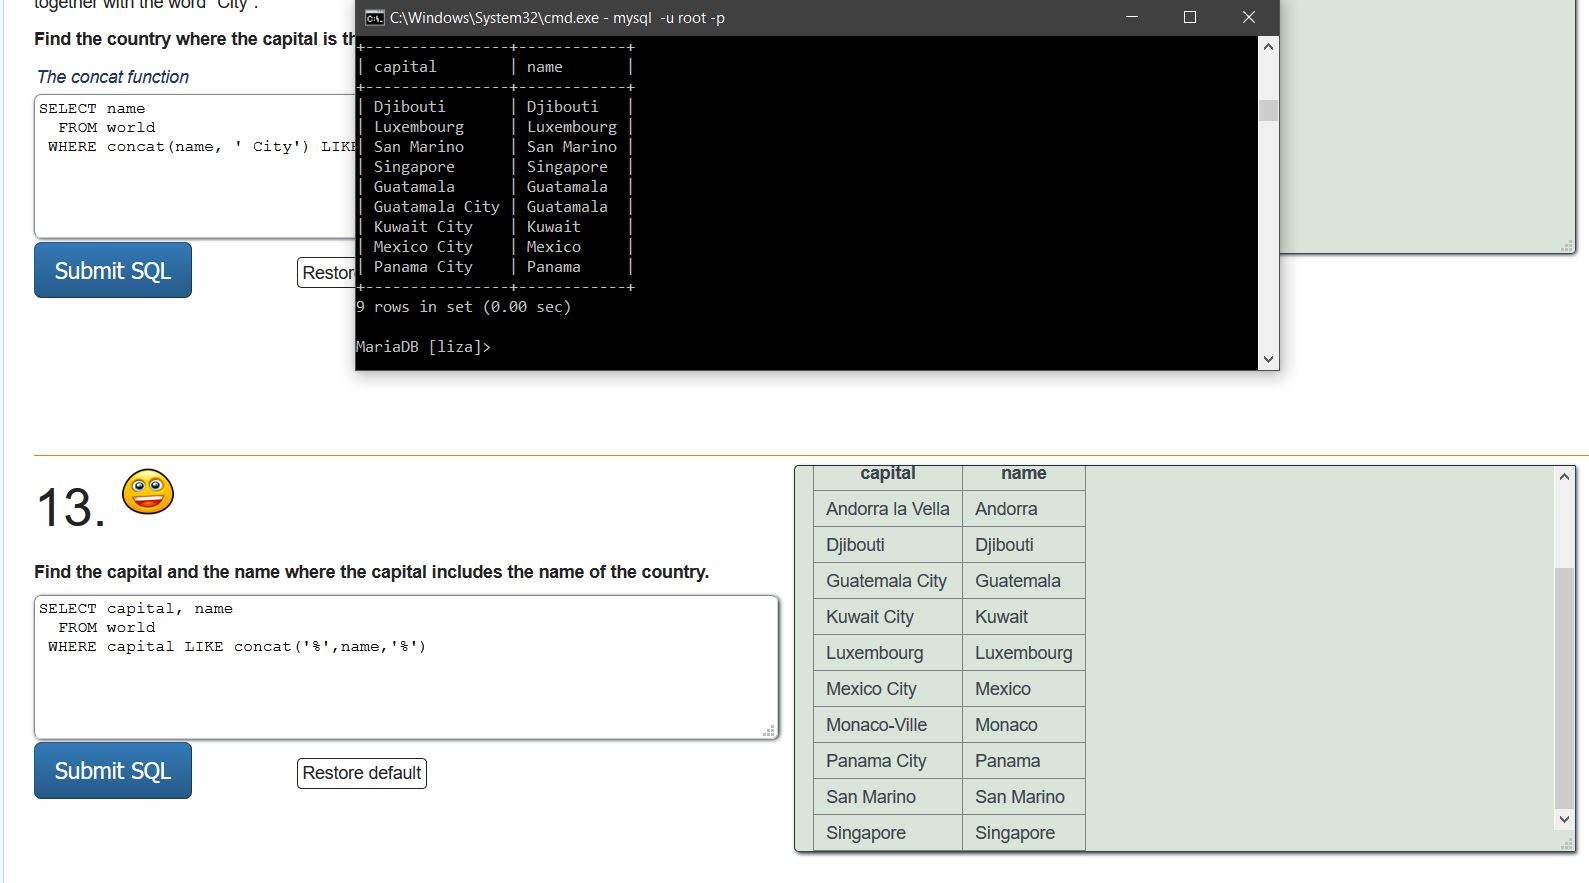 together with the word "City".
Find the country where the capital is th
The concat function
SELECT name
FROM world
WHERE concat(name, ' City') LIKE
Submit SQL
Restor
C:\Windows\System32\cmd.exe - mysql -u root -p
+----------------+------------+
| capital | name |
+----------------+------------+
| Djibouti | Djibouti |
| Luxembourg | Luxembourg |
| San Marino | San Marino |
| Singapore | Singapore |
| Guatamala | Guatamala |
| Guatamala City | Guatamala |
| Kuwait City | Kuwait |
| Mexico City | Mexico |
| Panama City | Panama |
+----------------+------------+
9 rows in set (0.00 sec)
MariaDB [liza]>
13.
Find the capital and the name where the capital includes the name of the country.
SELECT capital, name
FROM world
WHERE capital LIKE concat('%',name,'%')
Submit SQL
Restore default
capital name
Andorra la Vella Andorra
Djibouti Djibouti
Guatemala City Guatemala
Kuwait City Kuwait
Luxembourg Luxembourg
Mexico City Mexico
Monaco-Ville Monaco
Panama City Panama
San Marino San Marino
Singapore Singapore